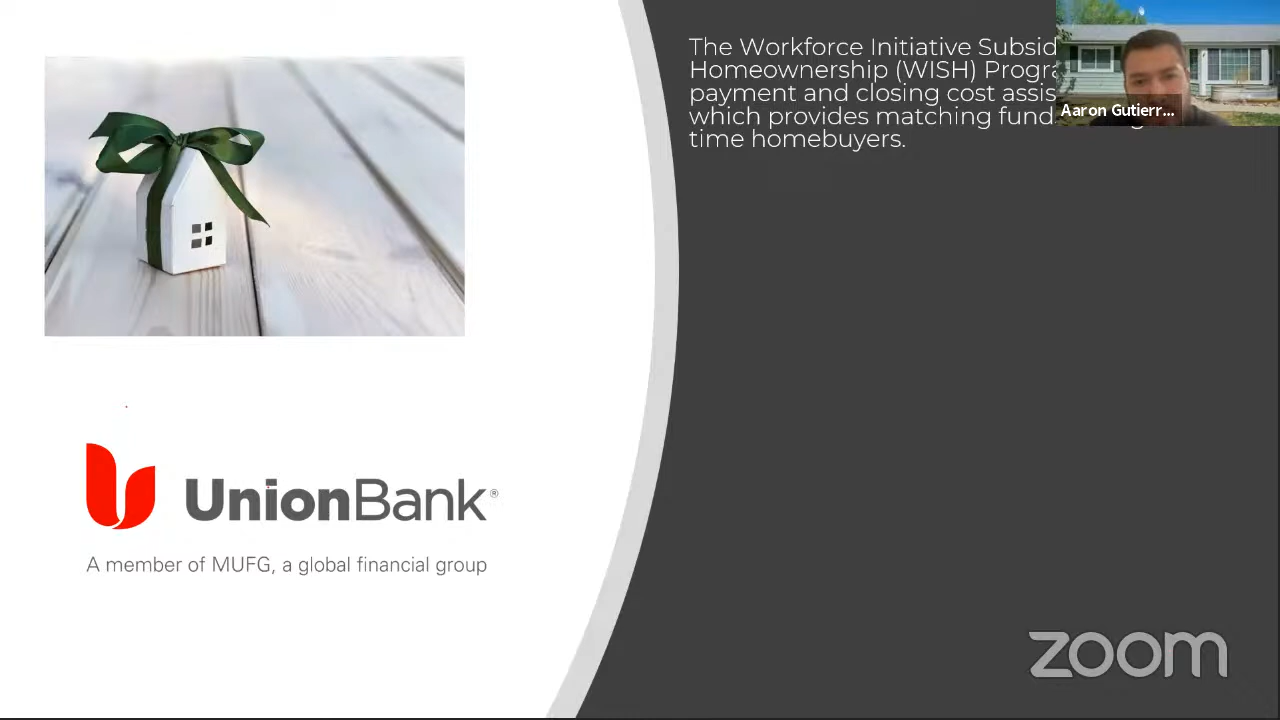 The Workforce Initiative Subsid
Homeownership (WISH) Progra
payment and closing cost assis
which provides matching fund
time homebuyers.
Aaron Gutierr...
UnionBank®
A member of MUFG, a global financial group
zoom